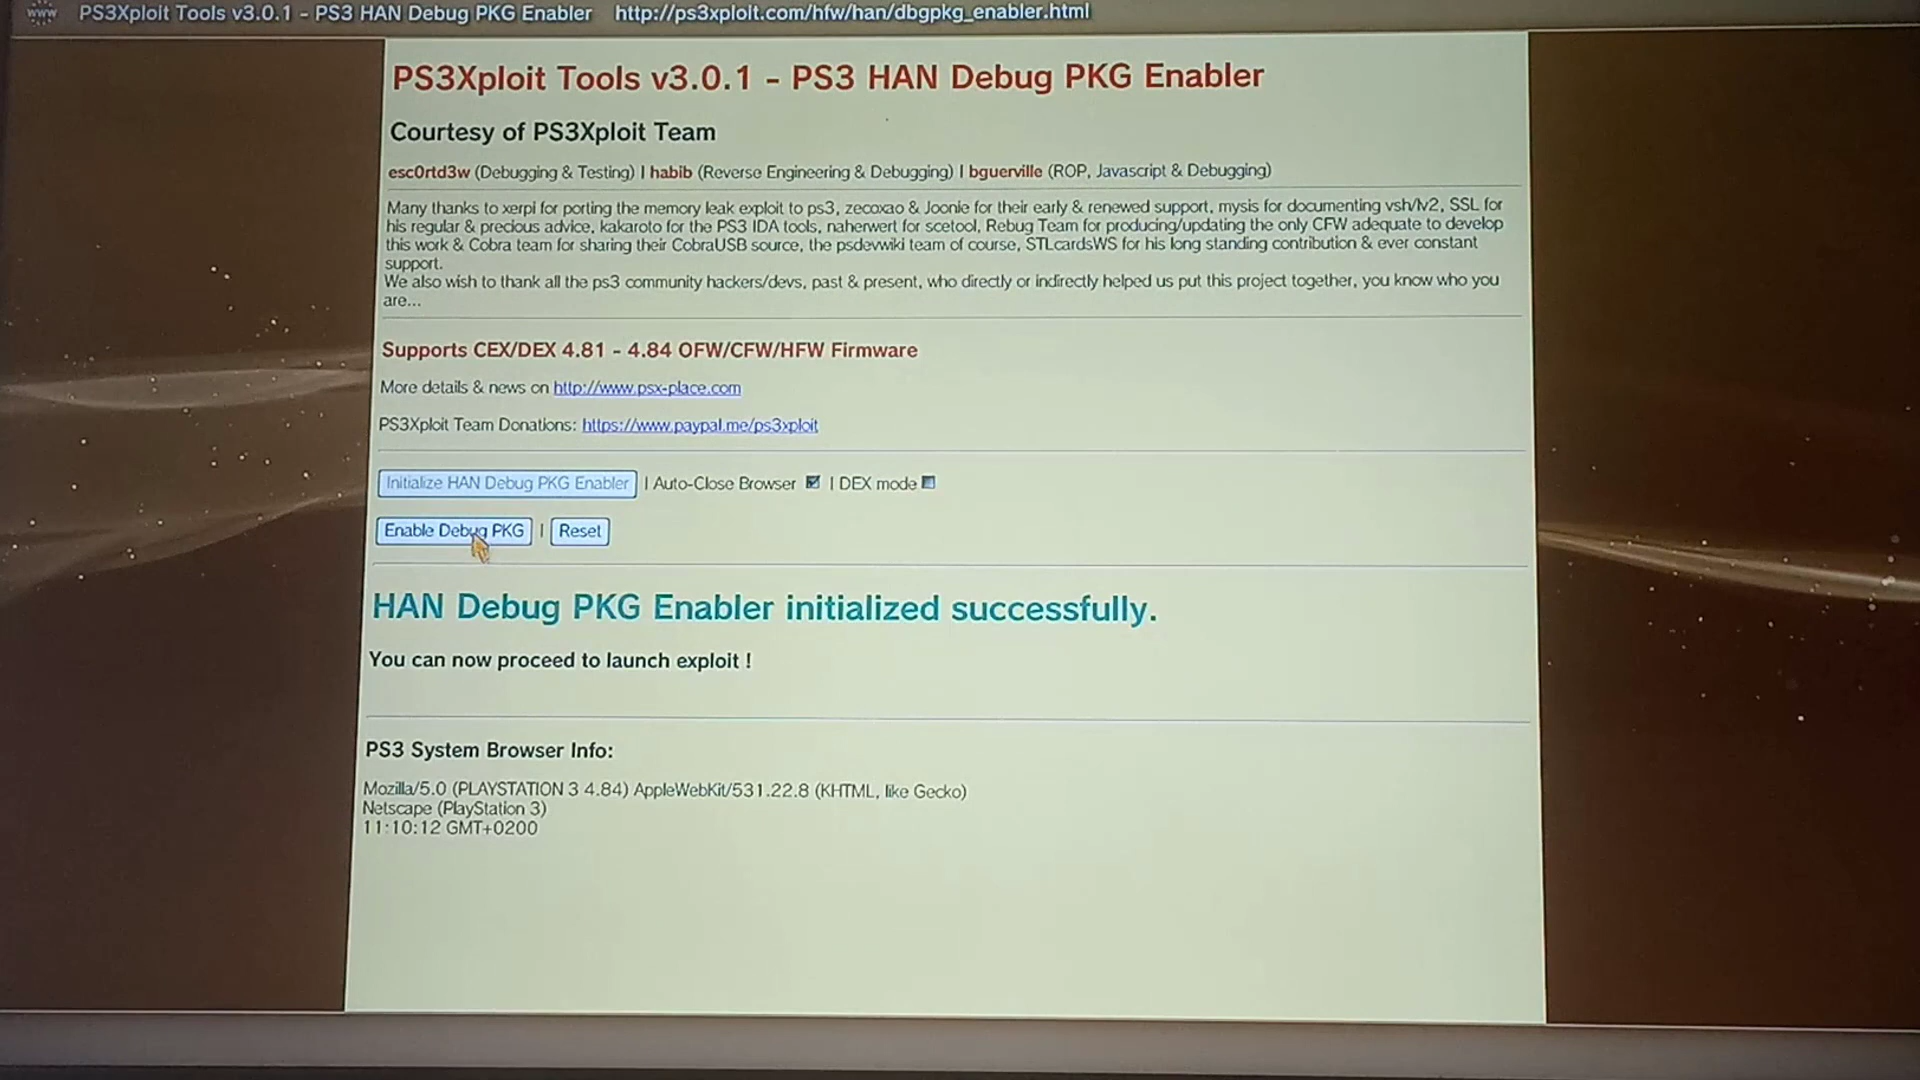 www PS3Xploit Tools v3.0.1 - PS3 HAN Debug PKG Enabler http://ps3xploit.com/hfw/han/dbgpkg_enabler.html
PS3Xploit Tools v3.0.1 - PS3 HAN Debug PKG Enabler
Courtesy of PS3Xploit Team
esc0rtd3w (Debugging & Testing) | habib (Reverse Engineering & Debugging) | bguerville (ROP, Javascript & Debugging)
Many thanks to xerpi for porting the memory leak exploit to ps3, zecoxao & Joonie for their early & renewed support, mysis for documenting vsh/lv2, SSL for
his regular & precious advice, kakaroto for the PS3 IDA tools, naherwert for scetool, Rebug Team for producing/updating the only CFW adequate to develop
this work & Cobra team for sharing their CobraUSB source, the psdevwiki team of course, STLcardsWS for his long standing contribution & ever constant
support.
We also wish to thank all the ps3 community hackers/devs, past & present, who directly or indirectly helped us put this project together, you know who you
are...
Supports CEX/DEX 4.81 - 4.84 OFW/CFW/HFW Firmware
More details & news on http://www.psx-place.com
PS3Xploit Team Donations: https://www.paypal.me/ps3xploit
Initialize HAN Debug PKG Enabler | Auto-Close Browser | DEX mode
Enable Debug PKG | Reset
HAN Debug PKG Enabler initialized successfully.
You can now proceed to launch exploit !
PS3 System Browser Info:
Mozilla/5.0 (PLAYSTATION 3 4.84) AppleWebKit/531.22.8 (KHTML, like Gecko)
Netscape (PlayStation 3)
11:10:12 GMT+0200